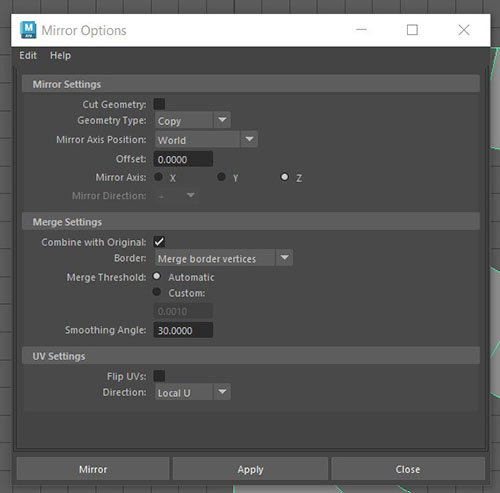 Mirror Options
Edit Help
Mirror Settings
Cut Geometry:
Geometry Type: Copy
Mirror Axis Position: World
Offset: 0.0000
Mirror Axis: X Y Z
Mirror Direction: +
Merge Settings
Combine with Original:
Border: Merge border vertices
Merge Threshold: Automatic
Custom:
0.0010
Smoothing Angle: 30.0000
UV Settings
Flip UVs:
Direction: Local U
Mirror Apply Close